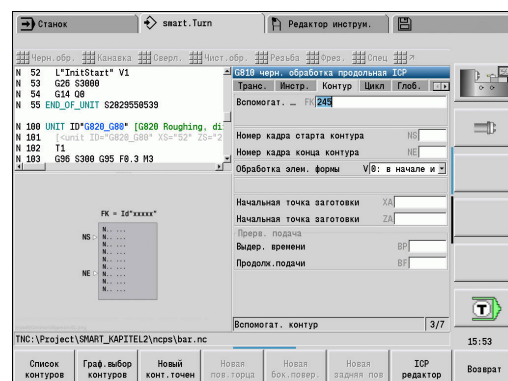 Станок
smart.Turn
Редактор инструм.
Черн.обр. Канавка Сверл. Чист.обр. Резьба Фрез. Спец
N 52 L"InitStart" V1
N 53 G26 S3000
N 54 G14 Q0
N 55 END_OF_UNIT S2829550539
N 100 UNIT ID"G820_G80" [G820 Roughing, di
N 101 [<unit ID="G820_G80" XS="52" ZS="2
N 102 T1
N 103 G96 S300 G95 F0.3 M3
G810 черн. обработка продольная ICP
Транс. Инстр. Контур Цикл Глоб.
Вспомогат. … FK 245
Номер кадра старта контура NS
Номер кадра конца контура NE
Обработка элем. формы V 0: в начале и
Начальная точка заготовки XA
Начальная точка заготовки ZA
Прерв. подача
Выдер. времени BP
Продолж.подачи BF
Вспомогат. контур 3/7
FK = Id"xxxxx"
N.. ...
NS N.. ...
N.. ...
N.. ...
N.. ...
NE N.. ...
N.. ...
N.. ...
TNC:\Project\SMART_KAPITEL2\ncps\bar.nc
T
15:53
Список контуров
Граф.выбор контуров
Новый конт.точен
Новая пов.торца
Новая бок.повер.
Новая задняя пов
ICP редактор
Возврат